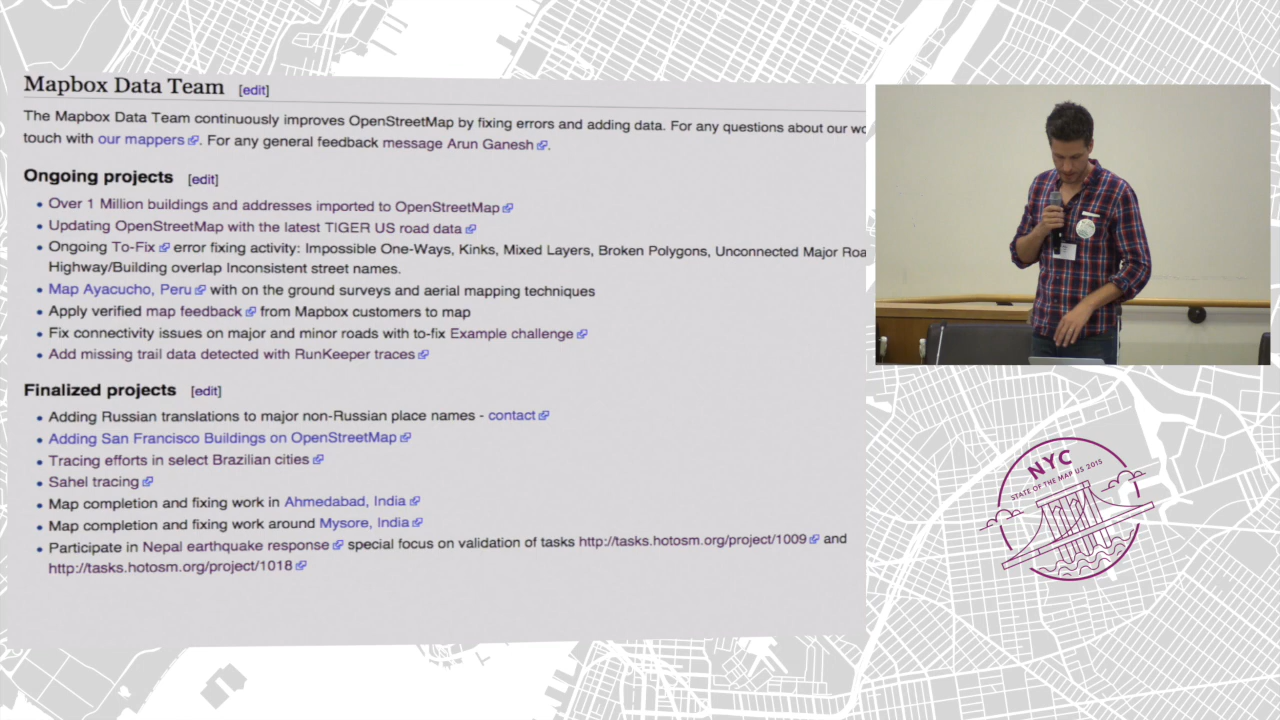 Mapbox Data Team [edit]
The Mapbox Data Team continuously improves OpenStreetMap by fixing errors and adding data. For any questions about our
touch with our mappers. For any general feedback message Arun Ganesh.
Ongoing projects [edit]
Over 1 Million buildings and addresses imported to OpenStreetMap
Updating OpenStreetMap with the latest TIGER US road data
Ongoing To-Fix error fixing activity: Impossible One-Ways, Kinks, Mixed Layers, Broken Polygons, Unconnected Major
Highway/Building overlap Inconsistent street names.
Map Ayacucho, Peru with on the ground surveys and aerial mapping techniques
Apply verified map feedback from Mapbox customers to map
Fix connectivity issues on major and minor roads with to-fix Example challenge
Add missing trail data detected with RunKeeper traces
Finalized projects [edit]
Adding Russian translations to major non-Russian place names - contact
Adding San Francisco Buildings on OpenStreetMap
Tracing efforts in select Brazilian cities
Sahel tracing
Map completion and fixing work in Ahmedabad, India
Map completion and fixing work around Mysore, India
Participate in Nepal earthquake response special focus on validation of tasks http://tasks.hotosm.org/project/1009 and
http://tasks.hotosm.org/project/1018
NYC
STATE OF THE MAP US 2015